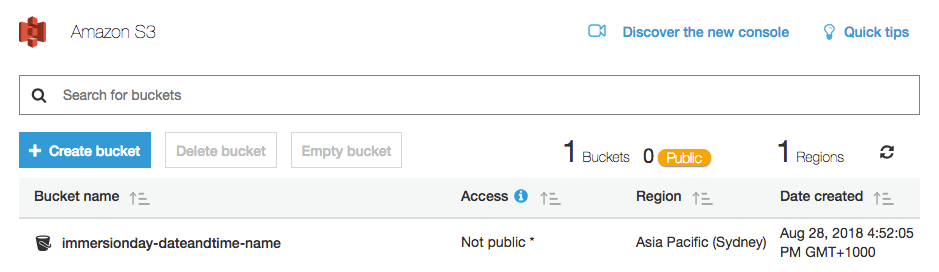 Amazon S3 Discover the new console Quick tips
Search for buckets
+ Create bucket Delete bucket Empty bucket 1 Buckets 0 Public 1 Regions
Bucket name Access Region Date created
immersionday-dateandtime-name Not public * Asia Pacific (Sydney) Aug 28, 2018 4:52:05
PM GMT+1000